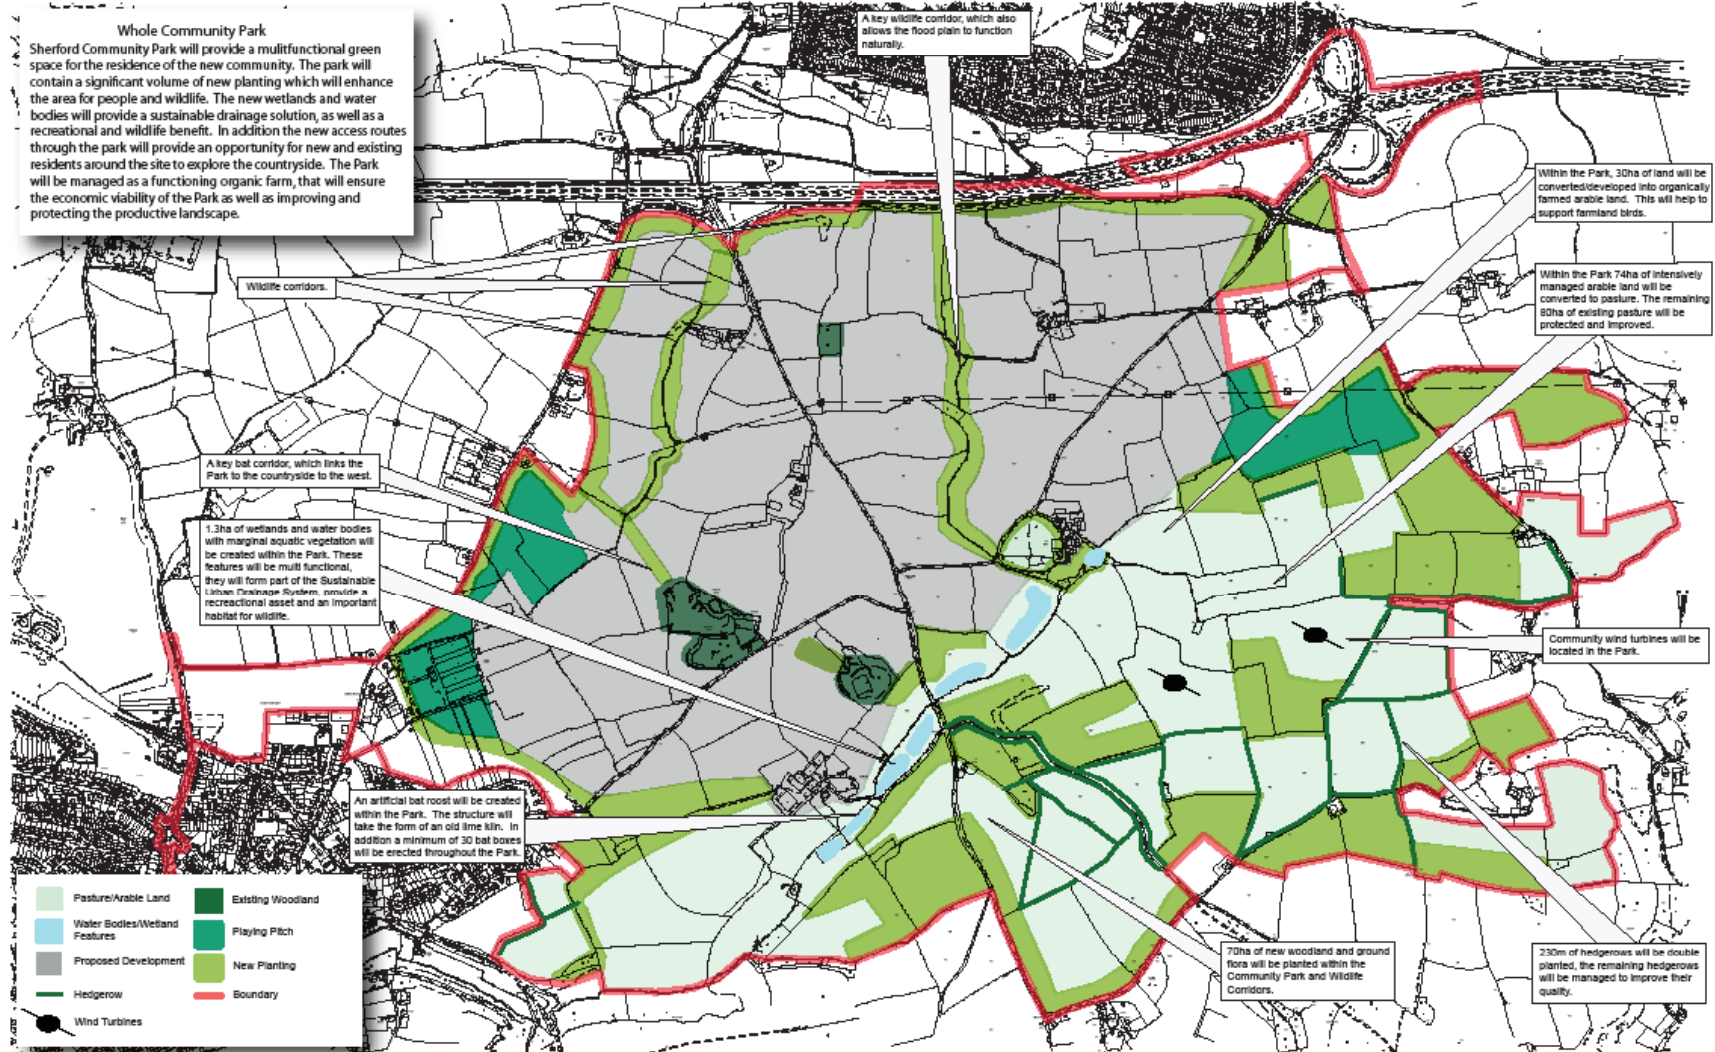 Whole Community Park
Sherford Community Park will provide a mulitfunctional green
space for the residence of the new community. The park will
contain a significant volume of new planting which will enhance
the area for people and wildlife. The new wetlands and water
bodies will provide a sustainable drainage solution, as well as a
recreational and wildlife benefit. In addition the new access routes
through the park will provide an opportunity for new and existing
residents around the site to explore the countryside. The Park
will be managed as a functioning organic farm, that will ensure
the economic viability of the Park as well as improving and
protecting the productive landscape.
A key wildlife corridor, which also
allows the flood plain to function
naturally.
Within the Park, 30ha of land will be
converted/developed into organically
farmed arable land. This will help to
support farmland birds.
Within the Park 74ha of intensively
managed arable land will be
converted to pasture. The remaining
80ha of existing pasture will be
protected and improved.
Wildlife corridors.
A key bat corridor, which links the
Park to the countryside to the west.
1.3ha of wetlands and water bodies
with marginal aquatic vegetation will
be created within the Park. These
features will be multi functional,
they will form part of the Sustainable
Urban Drainage System, provide a
recreactional asset and an important
habitat for wildlife.
Community wind turbines will be
located in the Park.
An artificial bat roost will be created
within the Park. The structure will
take the form of an old lime kiln. In
addition a minimum of 30 bat boxes
will be erected throughout the Park.
70ha of new woodland and ground
flora will be planted within the
Community Park and Wildlife
Corridors.
230m of hedgerows will be double
planted, the remaining hedgerows
will be managed to improve their
quality.
Pasture/Arable Land
Existing Woodland
Water Bodies/Wetland
Features
Playing Pitch
Proposed Development
New Planting
Hedgerow
Boundary
Wind Turbines